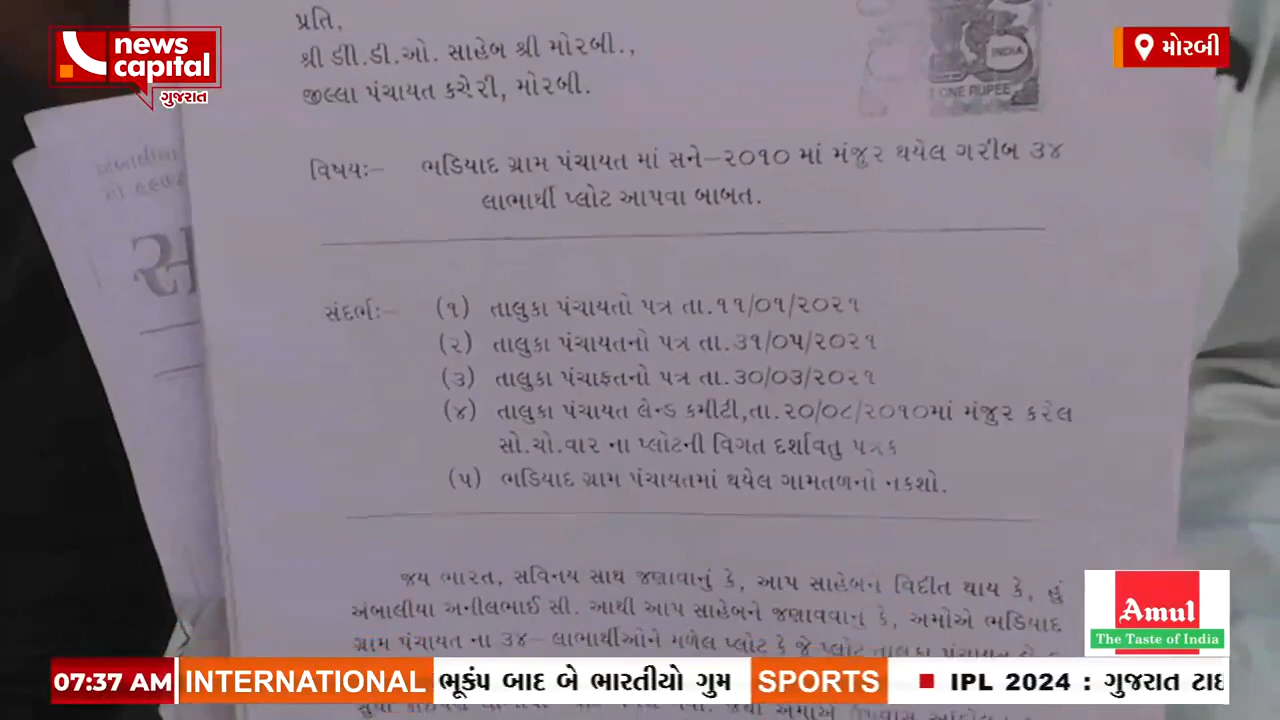 news
capital
ગુજરાત
મોરબી
INDIA
ONE RUPEE
પ્રતિ,
શ્રી ડીી.ડી.ઓ. સાહેબ શ્રી મોરબી.,
જીલ્લા પંચાયત કચેરી, મોરબી.
વિષયઃ- ભડિયાદ ગ્રામ પંચાયત માં સને-૨૦૧૦ માં મંજુર થયેલ ગરીબ ૩૪
લાભાર્થી પ્લોટ આપવા બાબત.
સંદર્ભઃ- (૧) તાલુકા પંચાયતો પત્ર તા.૧૧/૦૧/૨૦૨૧
(૨) તાલુકા પંચાયતનો પત્ર તા.૩૧/૦૫/૨૦૨૧
(૩) તાલુકા પંચાફતનો પત્ર તા.૩૦/૦૩/૨૦૨૧
(૪) તાલુકા પંચાયત લેન્ડ કમીટી,તા.૨૦/૦૮/૨૦૧૦માં મંજુર કરેલ
સો.ચો.વાર ના પ્લોટની વિગત દર્શાવતુ પત્રક
(૫) ભડિયાદ ગ્રામ પંચાયતમાં થયેલ ગામતળનો નકશો.
જય ભારત, સવિનય સાથ જણાવાનું કે, આપ સાહેબને વિદીત થાય કે, હું
અંબાલીયા અનીલભાઈ સી. આથી આપ સાહેબને જણાવવાનું કે, અમોએ ભડિયાદ
ગ્રામ પંચાયત ના ૩૪- લાભાર્થીઓને મળેલ પ્લોટ કે જે પ્લોટ તાલુકા પંચાયત
Amul
The Taste of India
07:37 AM INTERNATIONAL ભૂકંપ બાદ બે ભારતીયો ગુમ SPORTS IPL 2024 : ગુજરાત ટાઇ